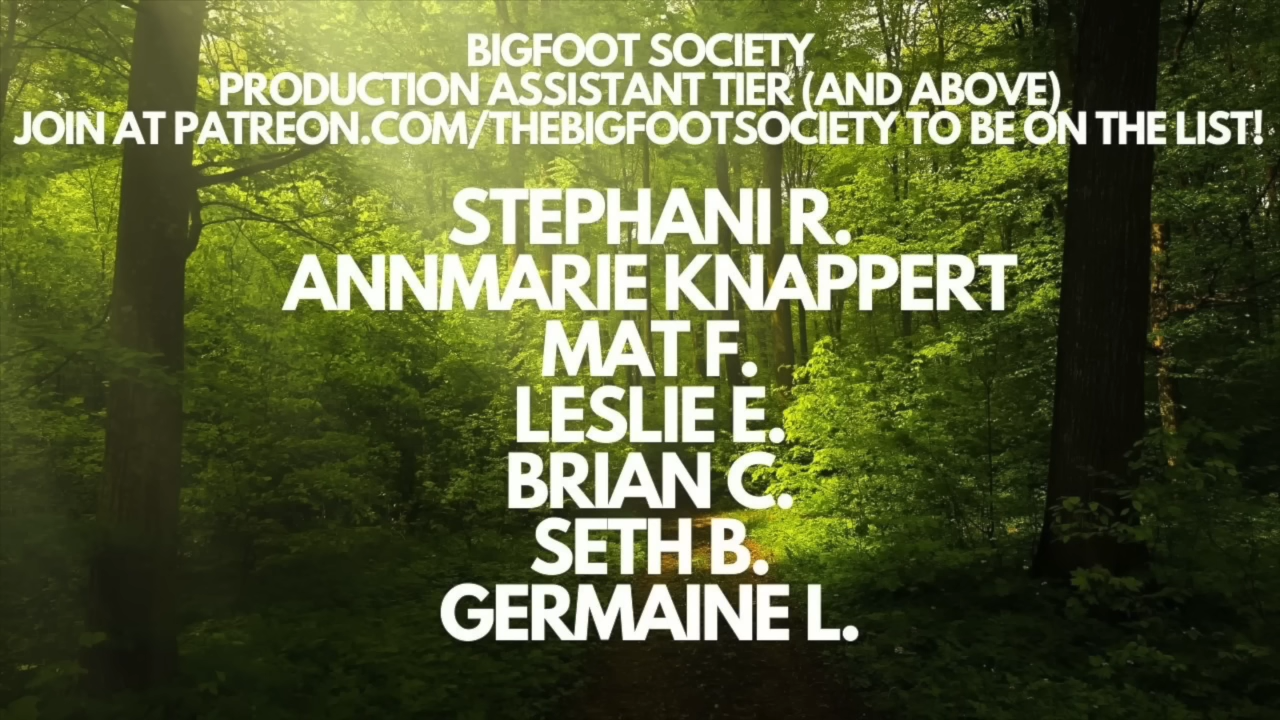 BIGFOOT SOCIETY
PRODUCTION ASSISTANT TIER (AND ABOVE)
JOIN AT PATREON.COM/THEBIGFOOTSOCIETY TO BE ON THE LIST!
STEPHANI R.
ANNMARIE KNAPPERT
MAT F.
LESLIE E.
BRIAN C.
SETH B.
GERMAINE L.